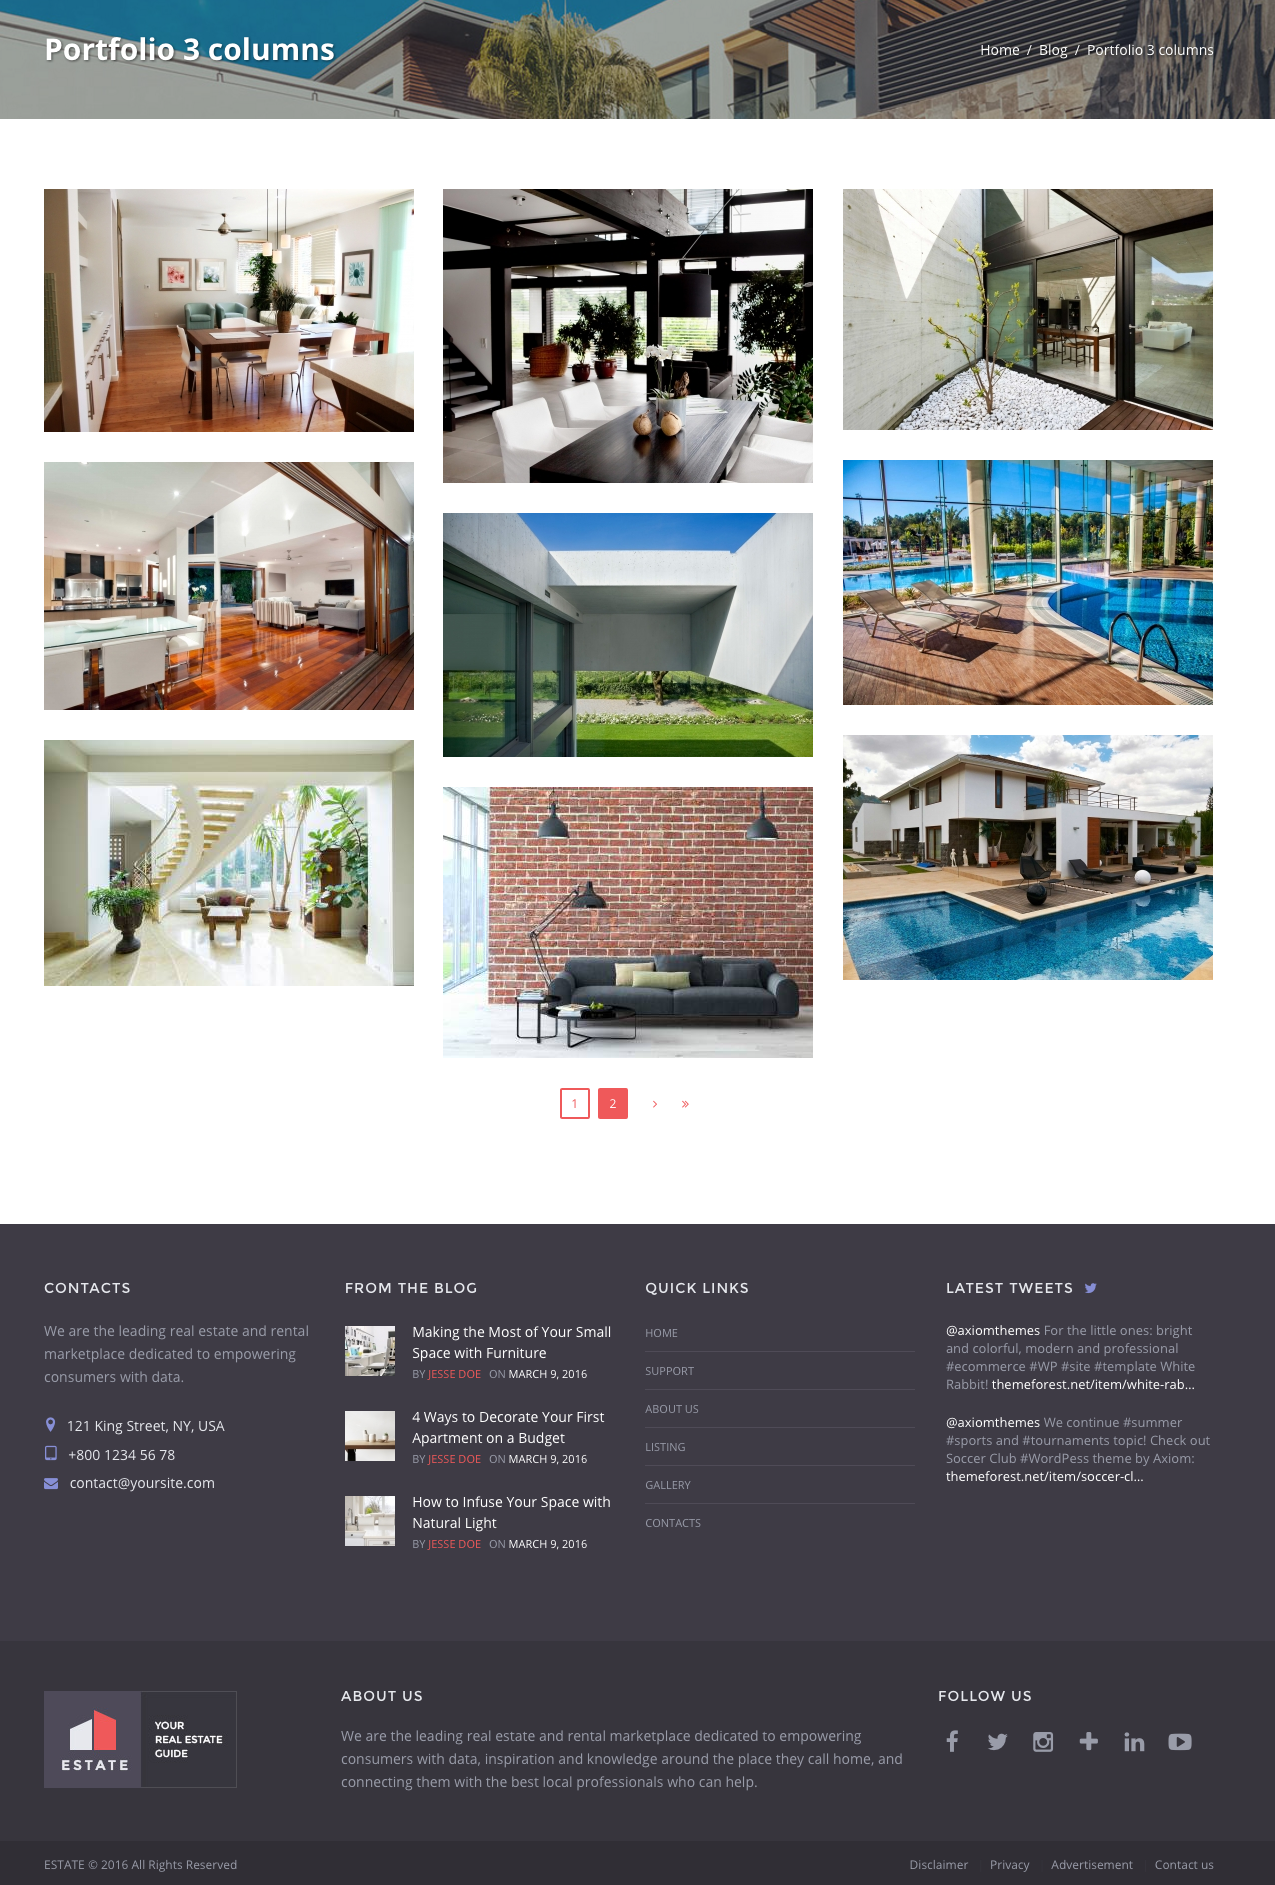 Portfolio 3 columns
Home / Blog / Portfolio 3 columns
1 2 › »
CONTACTS
We are the leading real estate and rental
marketplace dedicated to empowering
consumers with data.
121 King Street, NY, USA
+800 1234 56 78
contact@yoursite.com
FROM THE BLOG
Making the Most of Your Small
Space with Furniture
BY JESSE DOE ON MARCH 9, 2016
4 Ways to Decorate Your First
Apartment on a Budget
BY JESSE DOE ON MARCH 9, 2016
How to Infuse Your Space with
Natural Light
BY JESSE DOE ON MARCH 9, 2016
QUICK LINKS
HOME
SUPPORT
ABOUT US
LISTING
GALLERY
CONTACTS
LATEST TWEETS
@axiomthemes For the little ones: bright
and colorful, modern and professional
#ecommerce #WP #site #template White
Rabbit! themeforest.net/item/white-rab...
@axiomthemes We continue #summer
#sports and #tournaments topic! Check out
Soccer Club #WordPess theme by Axiom:
themeforest.net/item/soccer-cl...
ESTATE
YOUR
REAL ESTATE
GUIDE
ABOUT US
We are the leading real estate and rental marketplace dedicated to empowering
consumers with data, inspiration and knowledge around the place they call home, and
connecting them with the best local professionals who can help.
FOLLOW US
ESTATE © 2016 All Rights Reserved
Disclaimer Privacy Advertisement Contact us